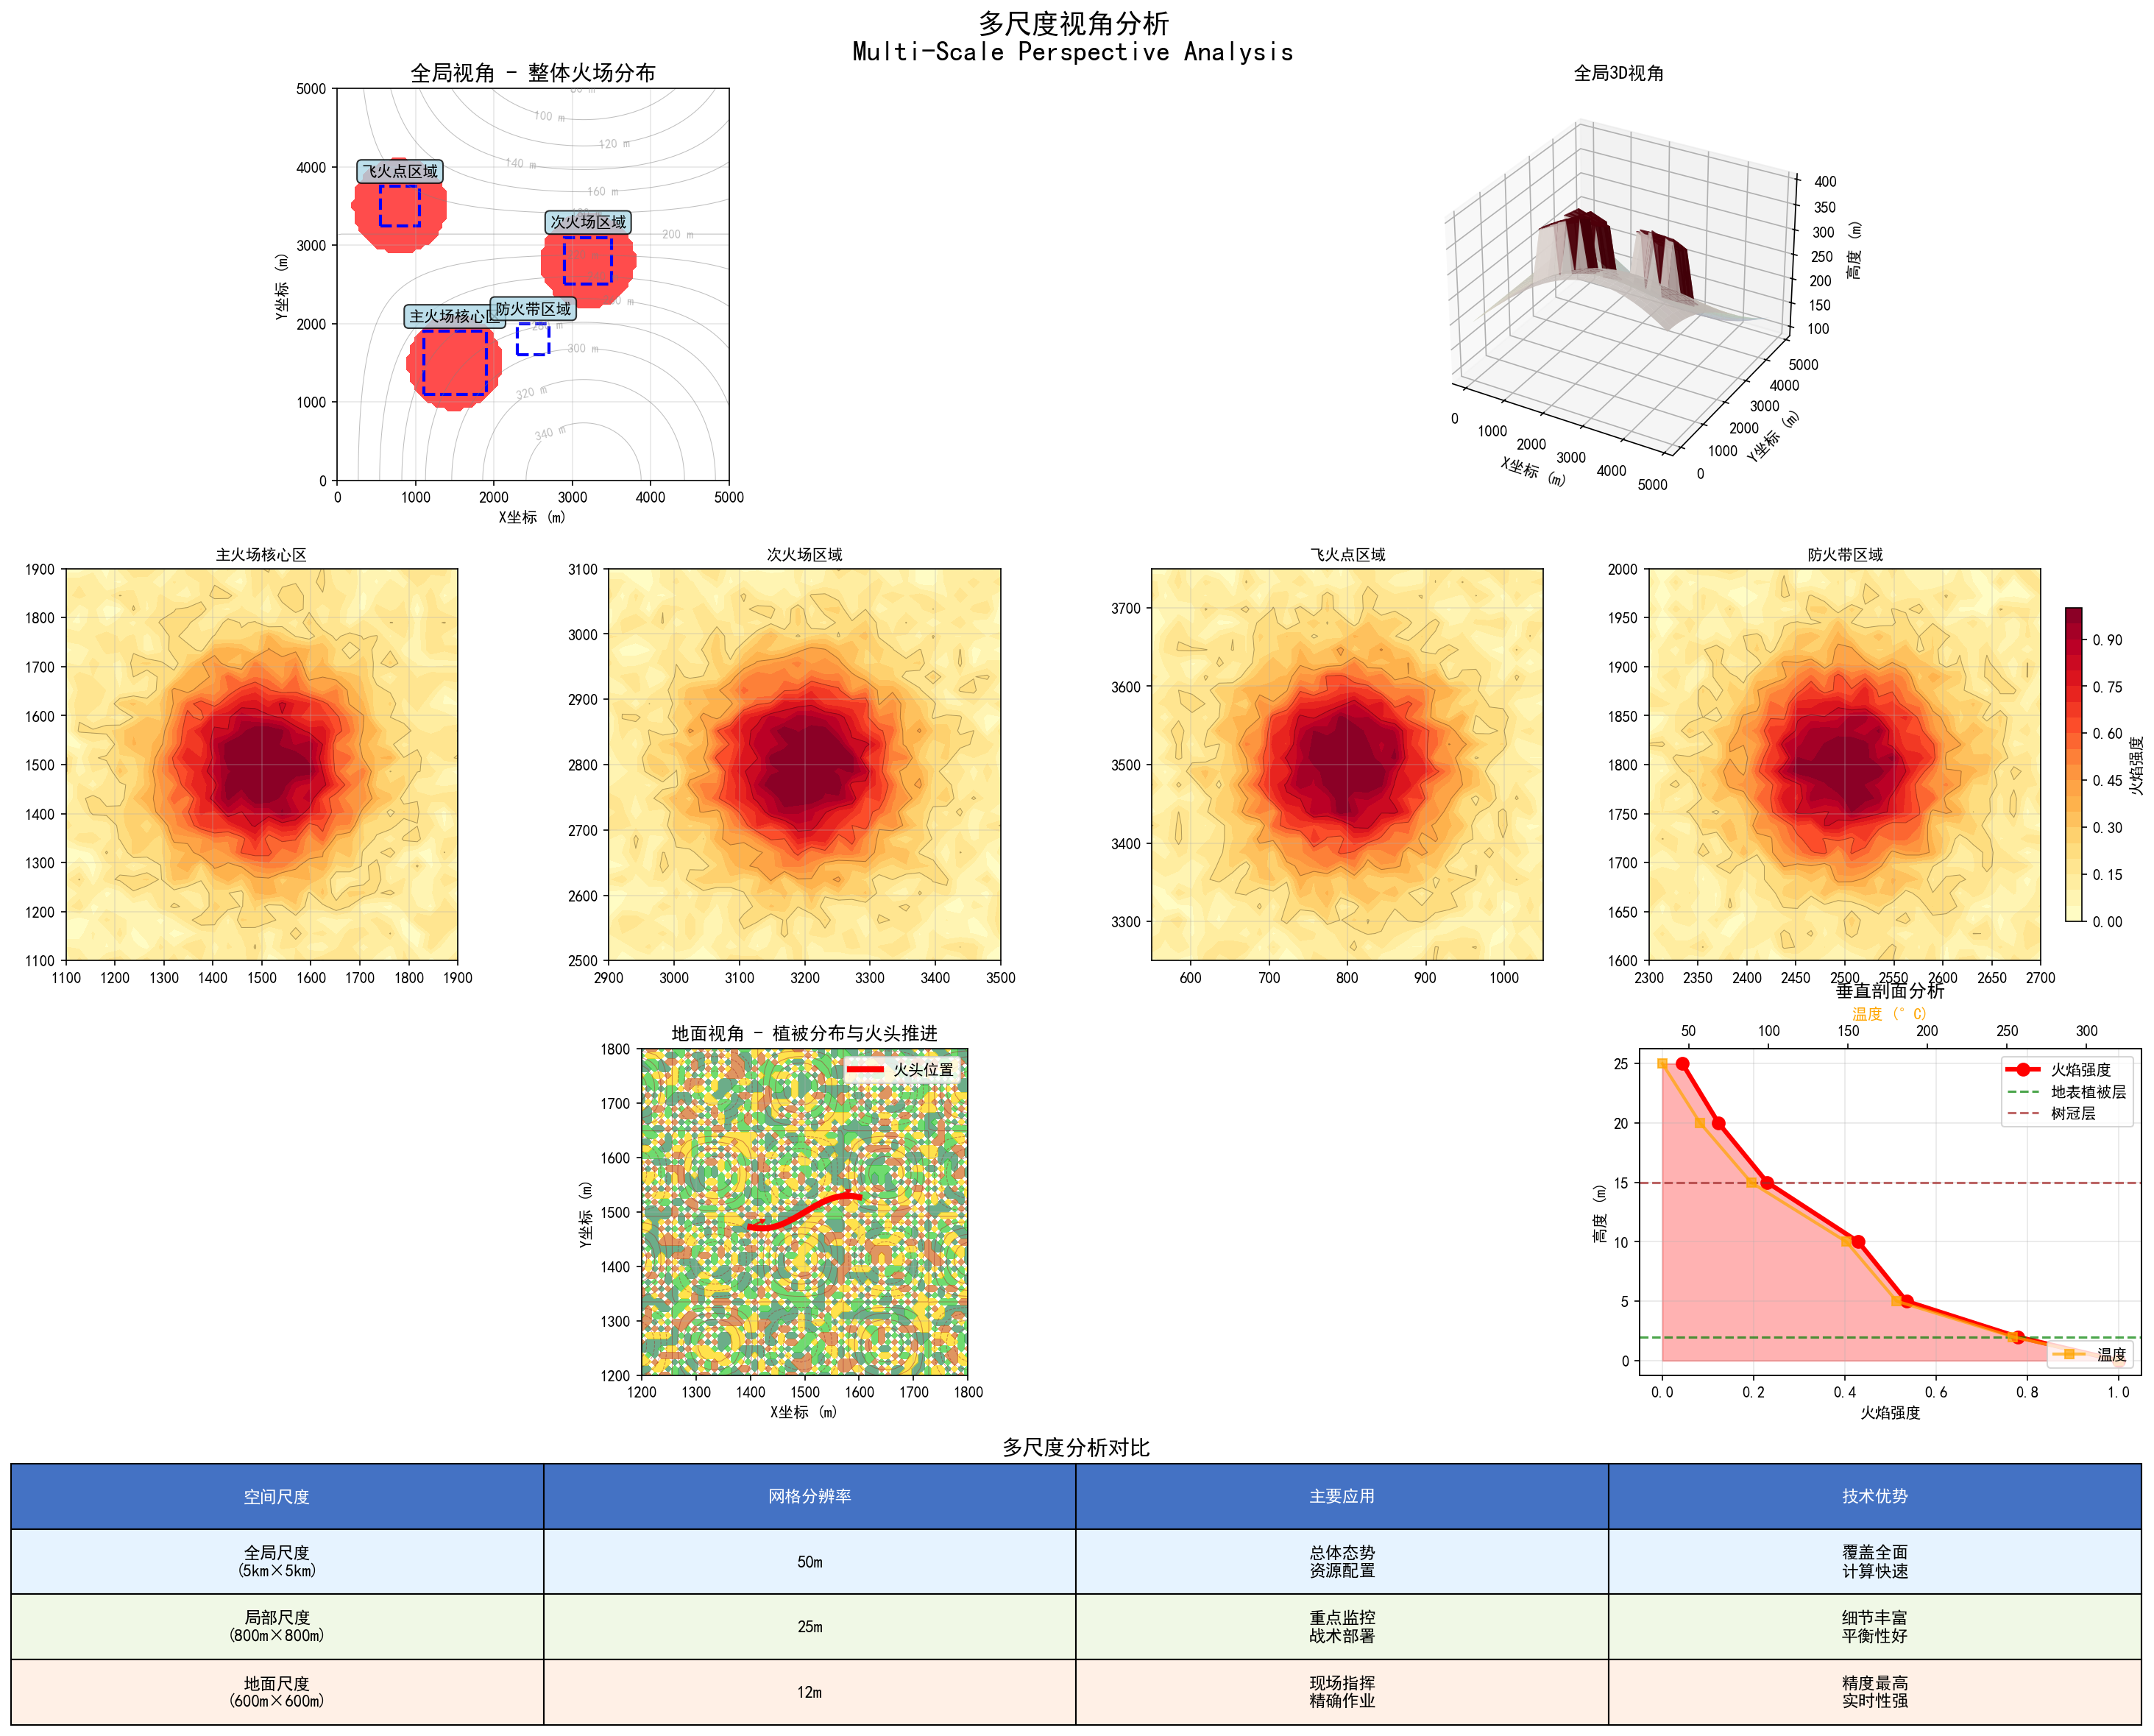 多尺度视角分析
Multi-Scale Perspective Analysis
全局视角 - 整体火场分布
5000
4000
3000
2000
1000
0
Y坐标 (m)
0 1000 2000 3000 4000 5000
X坐标 (m)
飞火点区域
次火场区域
防火带区域
主火场核心区
100 m
120 m
140 m
160 m
200 m
300 m
320 m
340 m
全局3D视角
400
350
300
250
200
150
100
高度 (m)
5000
4000
3000
2000
1000
0
Y坐标 (m)
0 1000 2000 3000 4000 5000
X坐标 (m)
主火场核心区
1900
1800
1700
1600
1500
1400
1300
1200
1100
1100 1200 1300 1400 1500 1600 1700 1800 1900
次火场区域
3100
3000
2900
2800
2700
2600
2500
2900 3000 3100 3200 3300 3400 3500
飞火点区域
3700
3600
3500
3400
3300
600 700 800 900 1000
防火带区域
2000
1950
1900
1850
1800
1750
1700
1650
1600
2300 2350 2400 2450 2500 2550 2600 2650 2700
0.90
0.75
0.60
0.45
0.30
0.15
0.00
火焰强度
地面视角 - 植被分布与火头推进
火头位置
1800
1700
1600
1500
1400
1300
1200
Y坐标 (m)
1200 1300 1400 1500 1600 1700 1800
X坐标 (m)
垂直剖面分析
温度 (°C)
50 100 150 200 250 300
火焰强度
地表植被层
树冠层
25
20
15
10
5
0
高度 (m)
温度
0.0 0.2 0.4 0.6 0.8 1.0
火焰强度
多尺度分析对比
空间尺度 网格分辨率 主要应用 技术优势
全局尺度
(5km×5km)
50m
总体态势
资源配置
覆盖全面
计算快速
局部尺度
(800m×800m)
25m
重点监控
战术部署
细节丰富
平衡性好
地面尺度
(600m×600m)
12m
现场指挥
精确作业
精度最高
实时性强